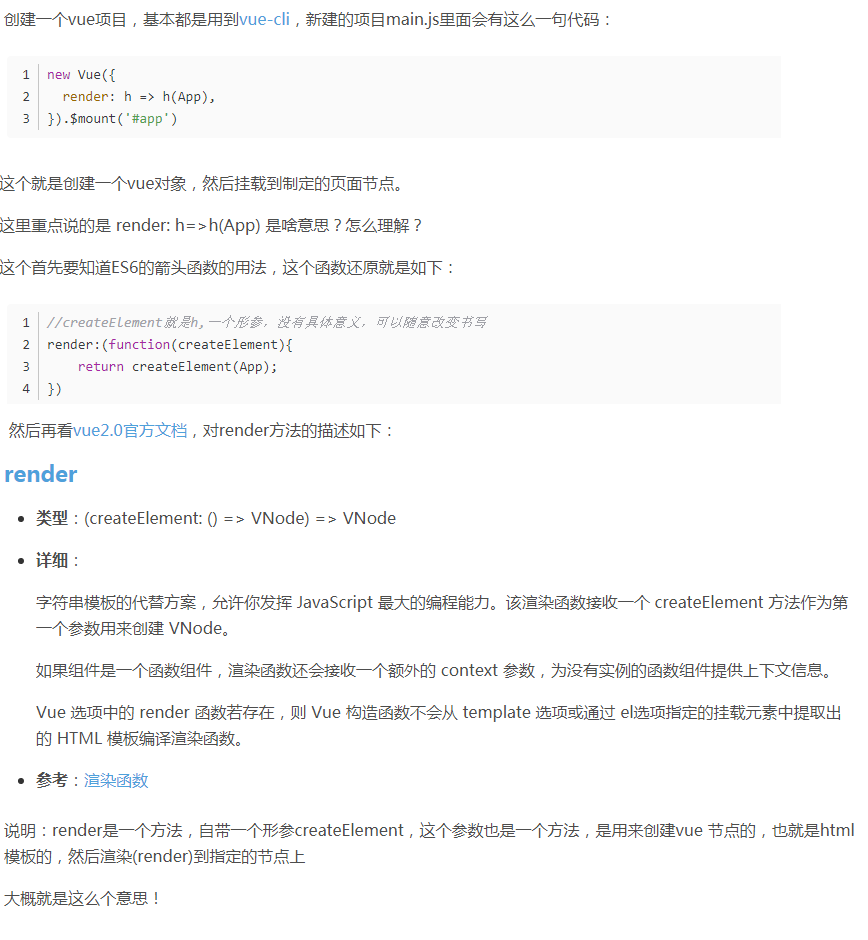 创建一个vue项目，基本都是用到vue-cli，新建的项目main.js里面会有这么一句代码：
1 new Vue({
2   render: h => h(App),
3 }).$mount('#app')
这个就是创建一个vue对象，然后挂载到制定的页面节点。
这里重点说的是 render: h=>h(App) 是啥意思？怎么理解？
这个首先要知道ES6的箭头函数的用法，这个函数还原就是如下：
1 //createElement就是h,一个形参，没有具体意义，可以随意改变书写
2 render:(function(createElement){
3     return createElement(App);
4 })
然后再看vue2.0官方文档，对render方法的描述如下：
render
• 类型：(createElement: () => VNode) => VNode
• 详细：
字符串模板的代替方案，允许你发挥 JavaScript 最大的编程能力。该渲染函数接收一个 createElement 方法作为第
一个参数用来创建 VNode。
如果组件是一个函数组件，渲染函数还会接收一个额外的 context 参数，为没有实例的函数组件提供上下文信息。
Vue 选项中的 render 函数若存在，则 Vue 构造函数不会从 template 选项或通过 el选项指定的挂载元素中提取出
的 HTML 模板编译渲染函数。
• 参考：渲染函数
说明：render是一个方法，自带一个形参createElement，这个参数也是一个方法，是用来创建vue 节点的，也就是html
模板的，然后渲染(render)到指定的节点上
大概就是这么个意思！